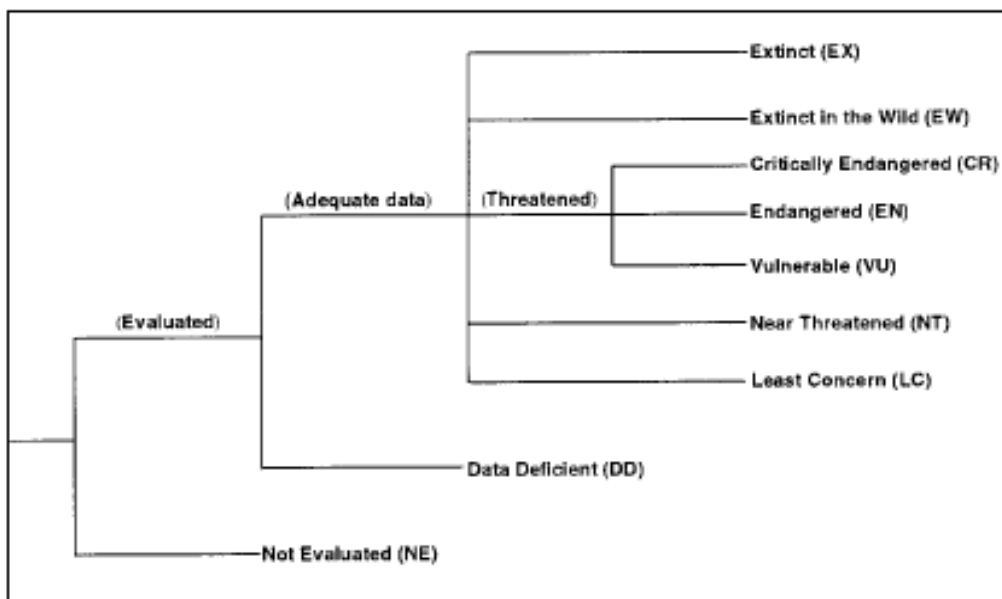 Extinct (EX)
Extinct in the Wild (EW)
Critically Endangered (CR)
(Adequate data)
(Threatened)
Endangered (EN)
Vulnerable (VU)
(Evaluated)
Near Threatened (NT)
Least Concern (LC)
Data Deficient (DD)
Not Evaluated (NE)